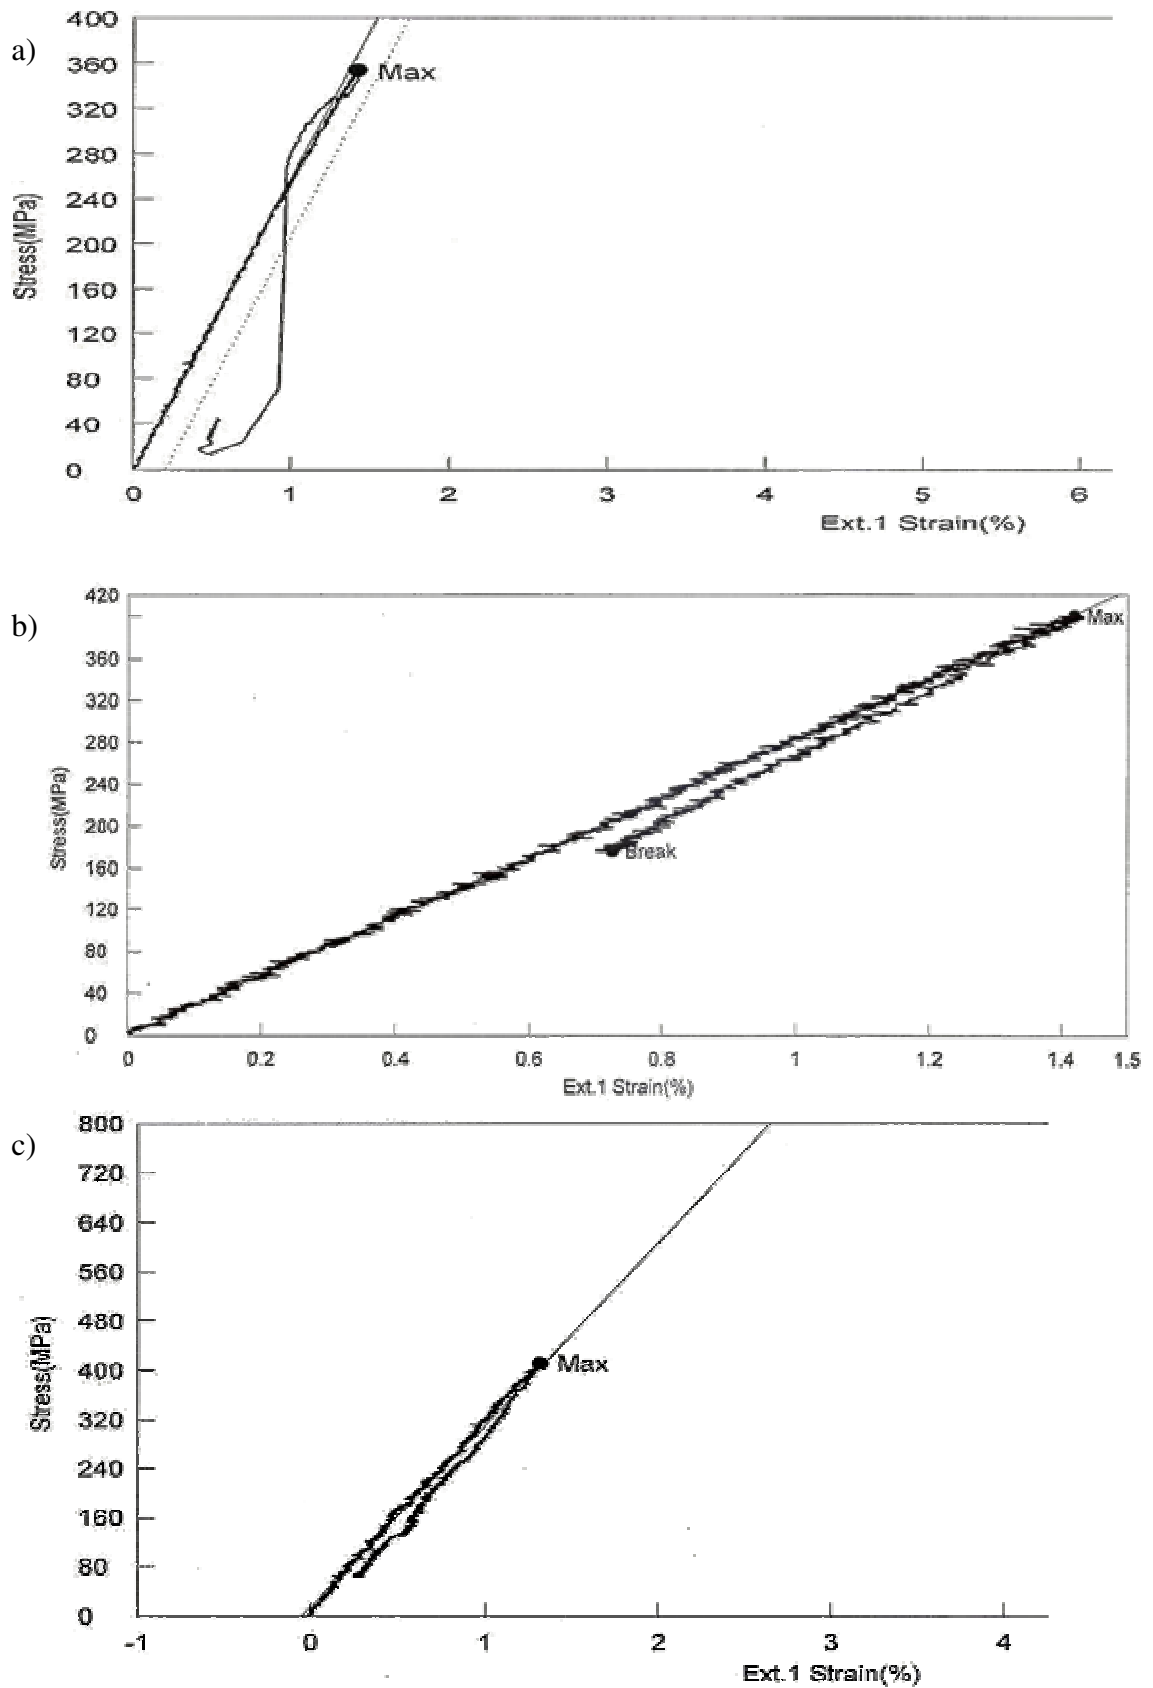 a)
400
360
Max
320
280
240
200
160
120
80
40
0
Stress(MPa)
0 1 2 3 4 5 6
Ext.1 Strain(%)
b)
420
Max
360
320
280
240
200
Break
160
120
80
40
0
Stress(MPa)
0 0.2 0.4 0.6 0.8 1 1.2 1.4 1.5
Ext.1 Strain(%)
c)
800
720
640
560
480
400
Max
320
240
160
80
0
Stress(MPa)
-1 0 1 2 3 4
Ext.1 Strain(%)